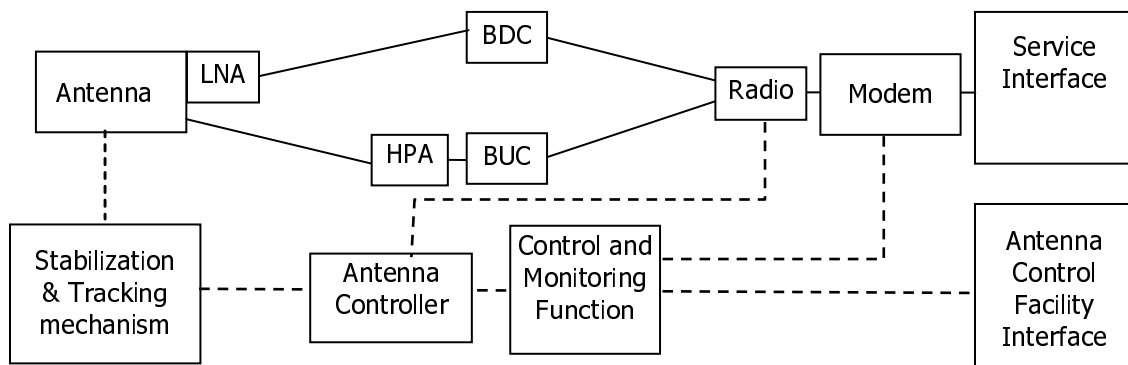 Antenna
LNA
BDC
HPA
BUC
Radio
Modem
Service
Interface
Stabilization
& Tracking
mechanism
Antenna
Controller
Control and
Monitoring
Function
Antenna
Control
Facility
Interface